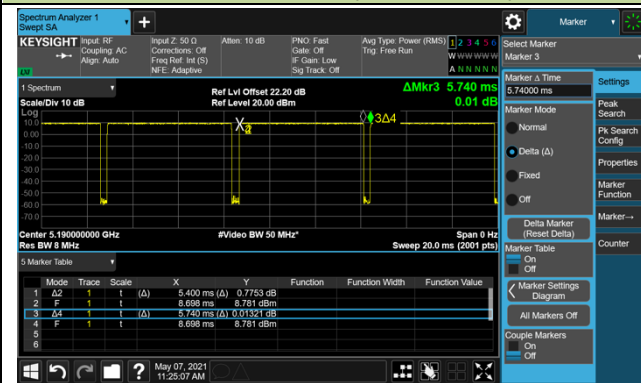 Spectrum Analyzer 1
Swept SA
Marker
KEYSIGHT
Input: RF
Coupling: AC
Align: Auto
Input Z: 50 Ω
Corrections: Off
Freq Ref: Int (S)
NFE: Adaptive
Atten: 10 dB
PNO: Fast
Gate: Off
IF Gain: Low
Sig Track: Off
Avg Type: Power (RMS)
Trig: Free Run
1 2 3 4 5 6
W W W W W W
A N N N N N
LXI
Select Marker
Marker 3
1 Spectrum
Scale/Div 10 dB
Ref Lvl Offset 22.20 dB
Ref Level 20.00 dBm
ΔMkr3 5.740 ms
0.01 dB
Log
10.0
0.00
-10.0
-20.0
-30.0
-40.0
-50.0
-60.0
-70.0
3Δ4
Center 5.190000000 GHz
Res BW 8 MHz
#Video BW 50 MHz*
Span 0 Hz
Sweep 20.0 ms (2001 pts)
5 Marker Table
Mode Trace Scale X Y Function Function Width Function Value
1 Δ2 1 t (Δ) 5.400 ms (Δ) 0.7753 dB
2 F 1 t 8.698 ms 8.781 dBm
3 Δ4 1 t (Δ) 5.740 ms (Δ) 0.01321 dB
4 F 1 t 8.698 ms 8.781 dBm
5
6
Marker Δ Time
5.74000 ms
Marker Mode
Normal
Delta (Δ)
Fixed
Off
Delta Marker
(Reset Delta)
Marker Table
On
Off
Marker Settings
Diagram
All Markers Off
Couple Markers
On
Off
Settings
Peak
Search
Pk Search
Config
Properties
Marker
Function
Marker→
Counter
?
May 07, 2021
11:25:07 AM